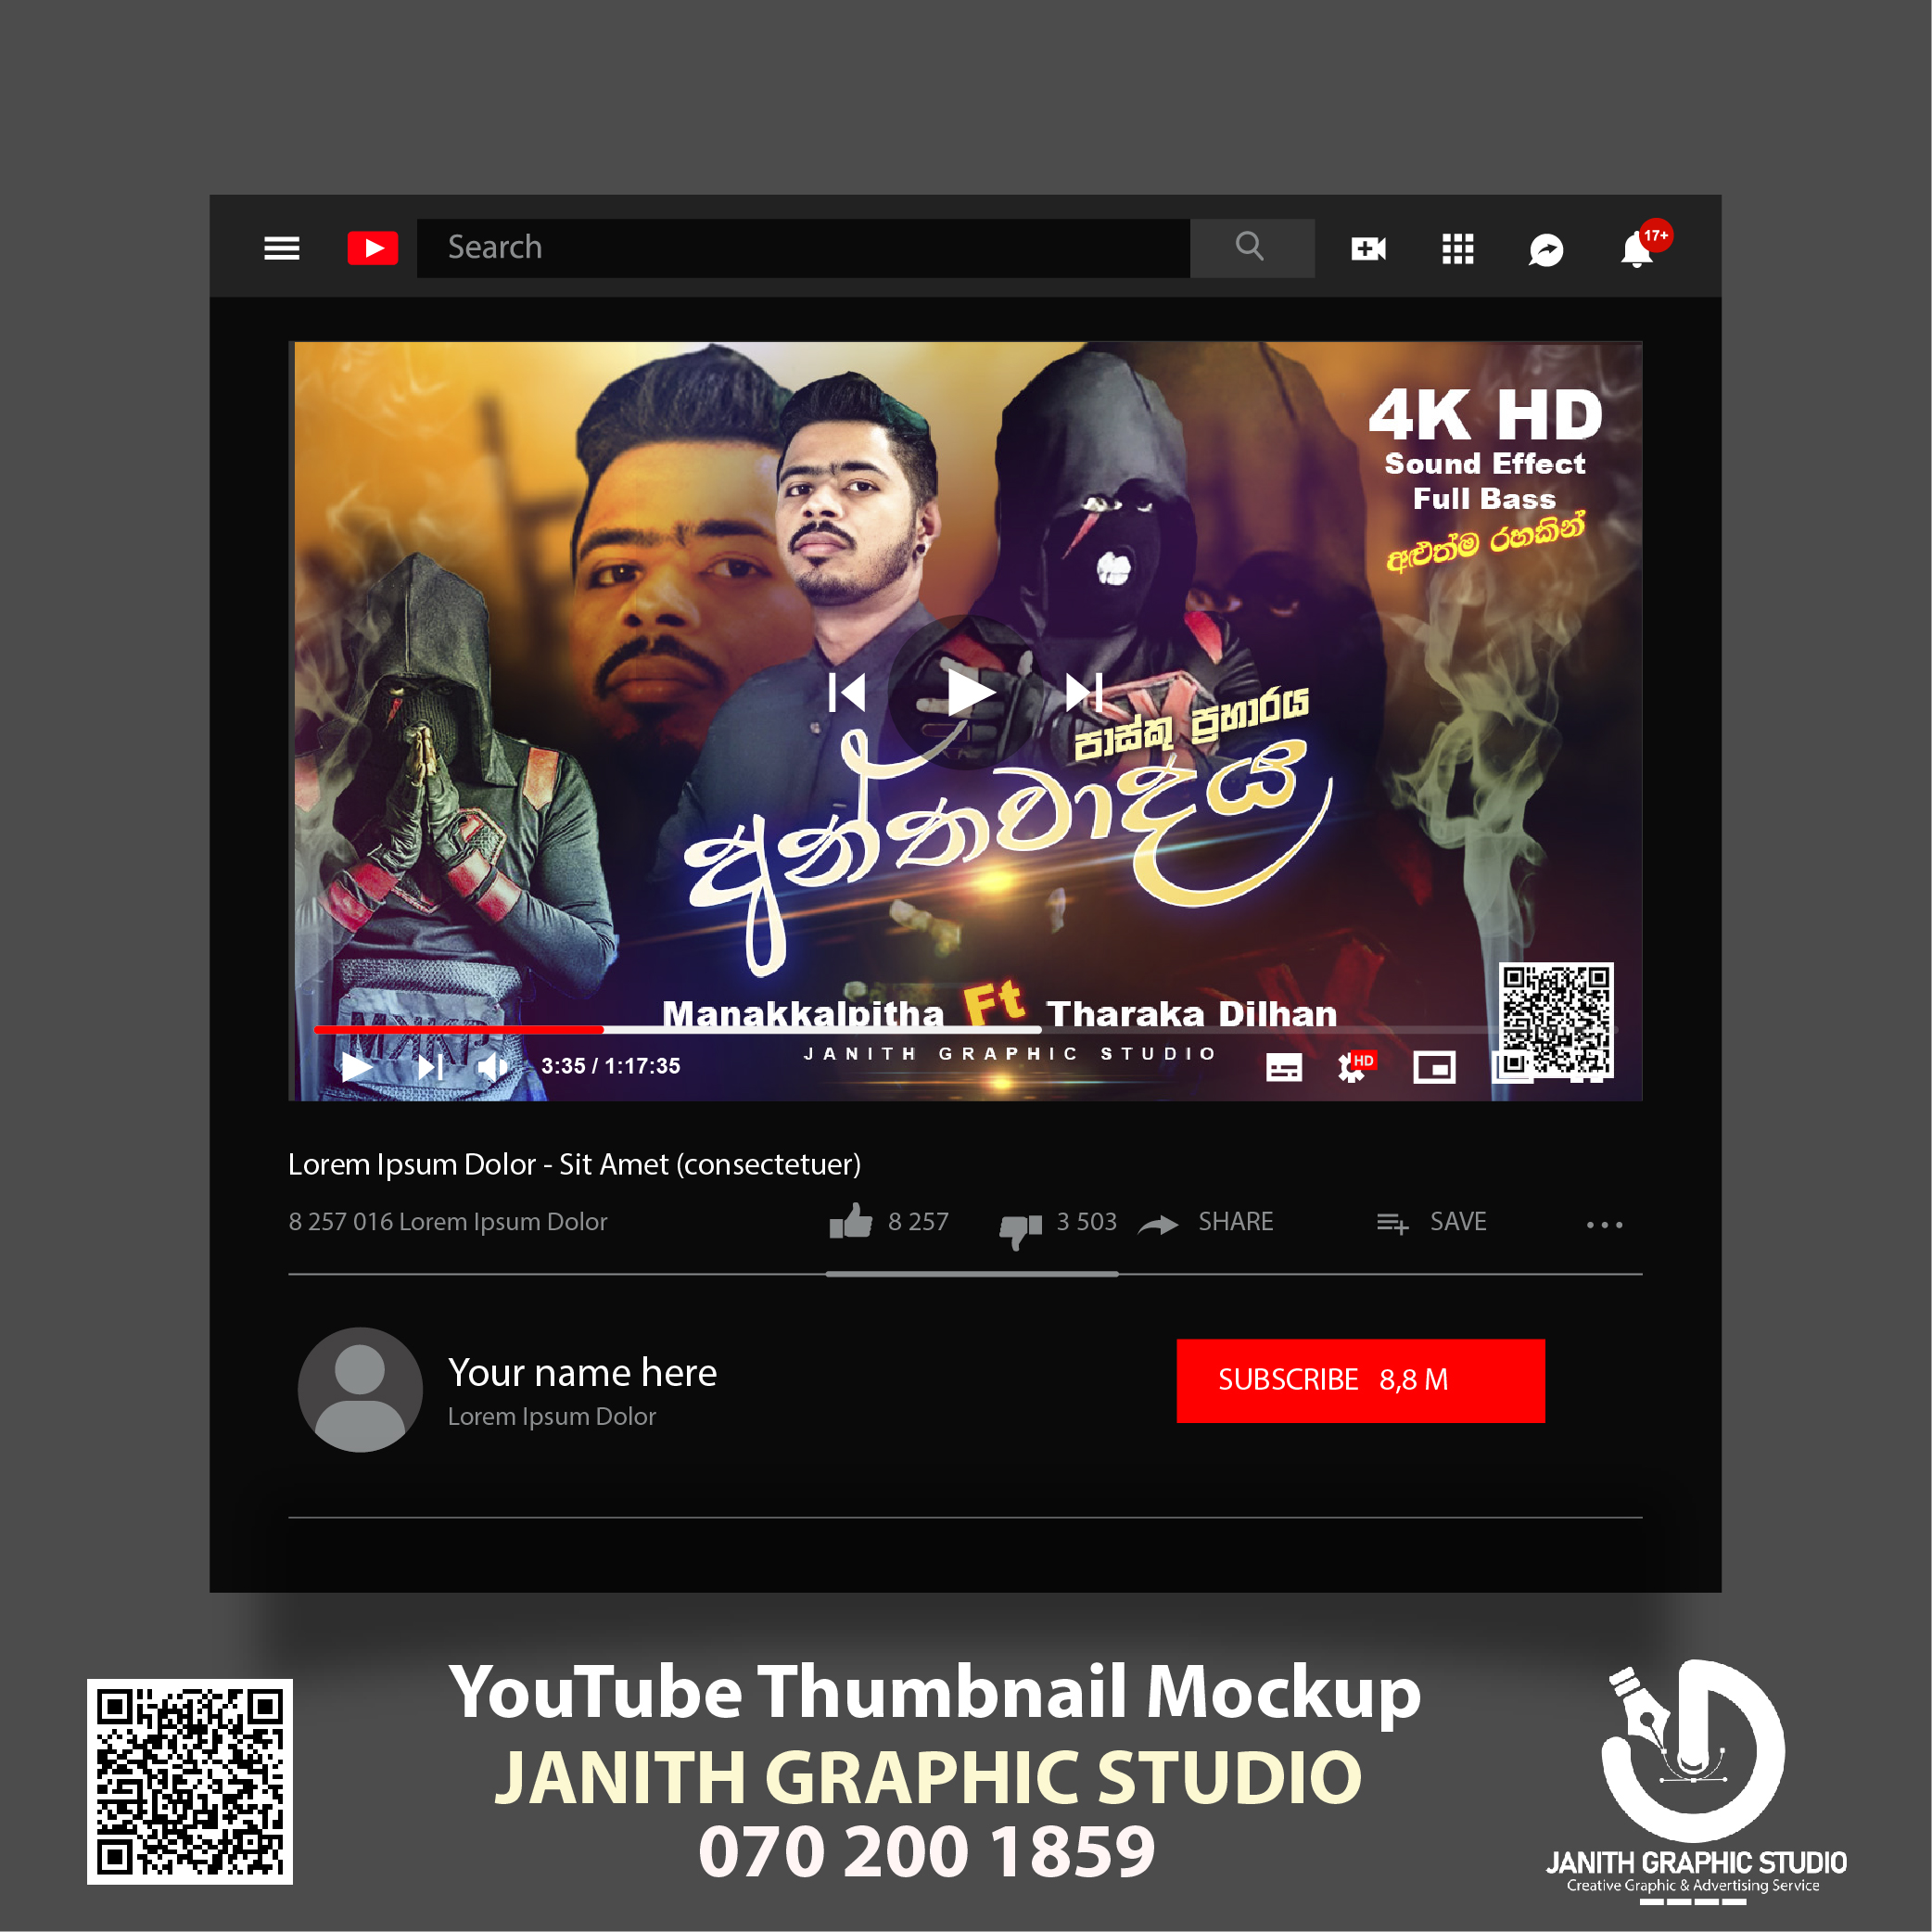 Search
17+
4K HD
Sound Effect
Full Bass
අළුත්ම රහකින්
පාස්කු ප්‍රහාරය
අන්තවාදය
MXKP
Manakkalpitha Ft Tharaka Dilhan
JANITH GRAPHIC STUDIO
3:35 / 1:17:35
HD
Lorem Ipsum Dolor - Sit Amet (consectetuer)
8 257 016 Lorem Ipsum Dolor
8 257
3 503
SHARE
SAVE
Your name here
Lorem Ipsum Dolor
SUBSCRIBE 8,8 M
YouTube Thumbnail Mockup
JANITH GRAPHIC STUDIO
070 200 1859
JANITH GRAPHIC STUDIO
Creative Graphic & Advertising Service